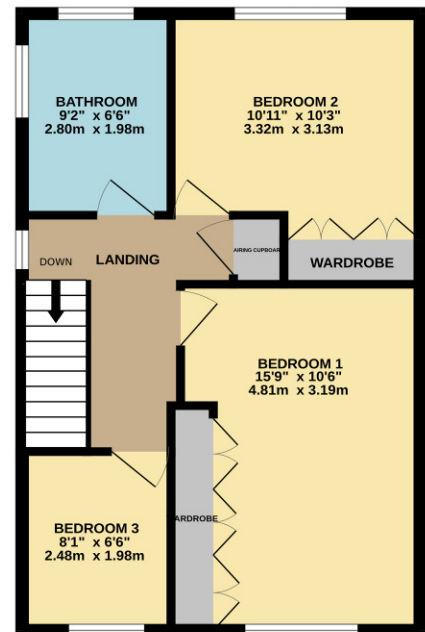 BATHROOM
9'2" x 6'6"
2.80m x 1.98m
BEDROOM 2
10'11" x 10'3"
3.32m x 3.13m
DOWN
LANDING
AIRING CUPBOARD
WARDROBE
BEDROOM 1
15'9" x 10'6"
4.81m x 3.19m
WARDROBE
BEDROOM 3
8'1" x 6'6"
2.48m x 1.98m